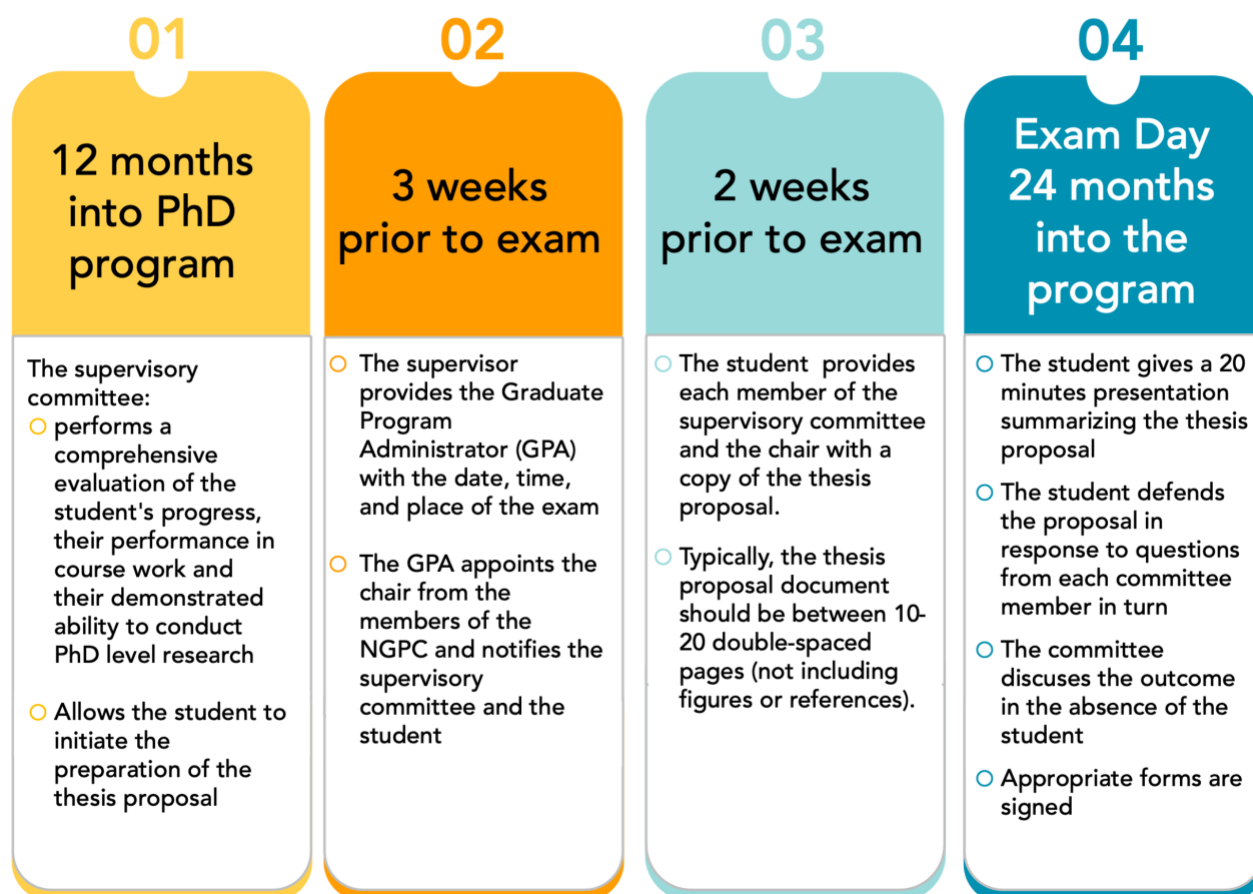 01
12 months
into PhD
program
The supervisory
committee:
performs a
comprehensive
evaluation of the
student's progress,
their performance in
course work and
their demonstrated
ability to conduct
PhD level research
Allows the student to
initiate the
preparation of the
thesis proposal
02
3 weeks
prior to exam
The supervisor
provides the Graduate
Program
Administrator (GPA)
with the date, time,
and place of the exam
The GPA appoints the
chair from the
members of the
NGPC and notifies the
supervisory
committee and the
student
03
2 weeks
prior to exam
The student provides
each member of the
supervisory committee
and the chair with a
copy of the thesis
proposal.
Typically, the thesis
proposal document
should be between 10-
20 double-spaced
pages (not including
figures or references).
04
Exam Day
24 months
into the
program
The student gives a 20
minutes presentation
summarizing the thesis
proposal
The student defends
the proposal in
response to questions
from each committee
member in turn
The committee
discusses the outcome
in the absence of the
student
Appropriate forms are
signed